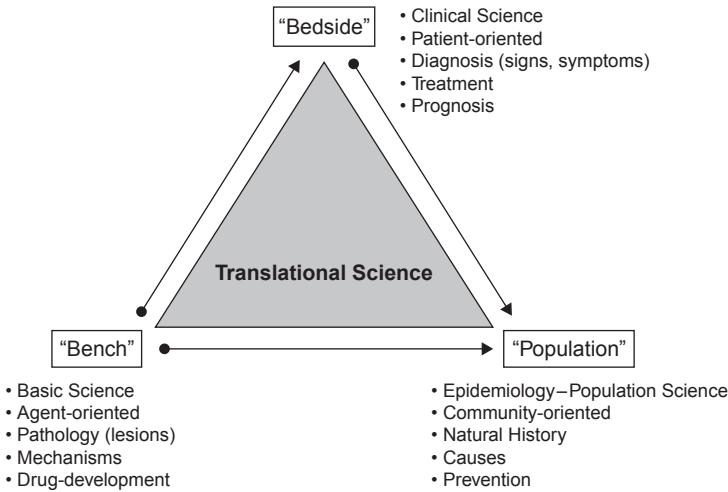 “Bedside”
• Clinical Science
• Patient-oriented
• Diagnosis (signs, symptoms)
• Treatment
• Prognosis
Translational Science
“Bench”
• Basic Science
• Agent-oriented
• Pathology (lesions)
• Mechanisms
• Drug-development
“Population”
• Epidemiology–Population Science
• Community-oriented
• Natural History
• Causes
• Prevention